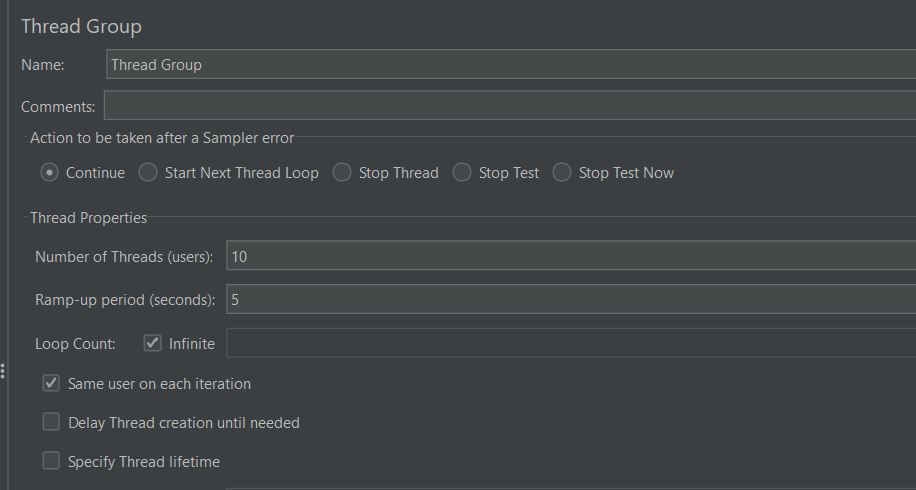 Thread Group
Name: Thread Group
Comments:
Action to be taken after a Sampler error
Continue Start Next Thread Loop Stop Thread Stop Test Stop Test Now
Thread Properties
Number of Threads (users): 10
Ramp-up period (seconds): 5
Loop Count: Infinite
Same user on each iteration
Delay Thread creation until needed
Specify Thread lifetime